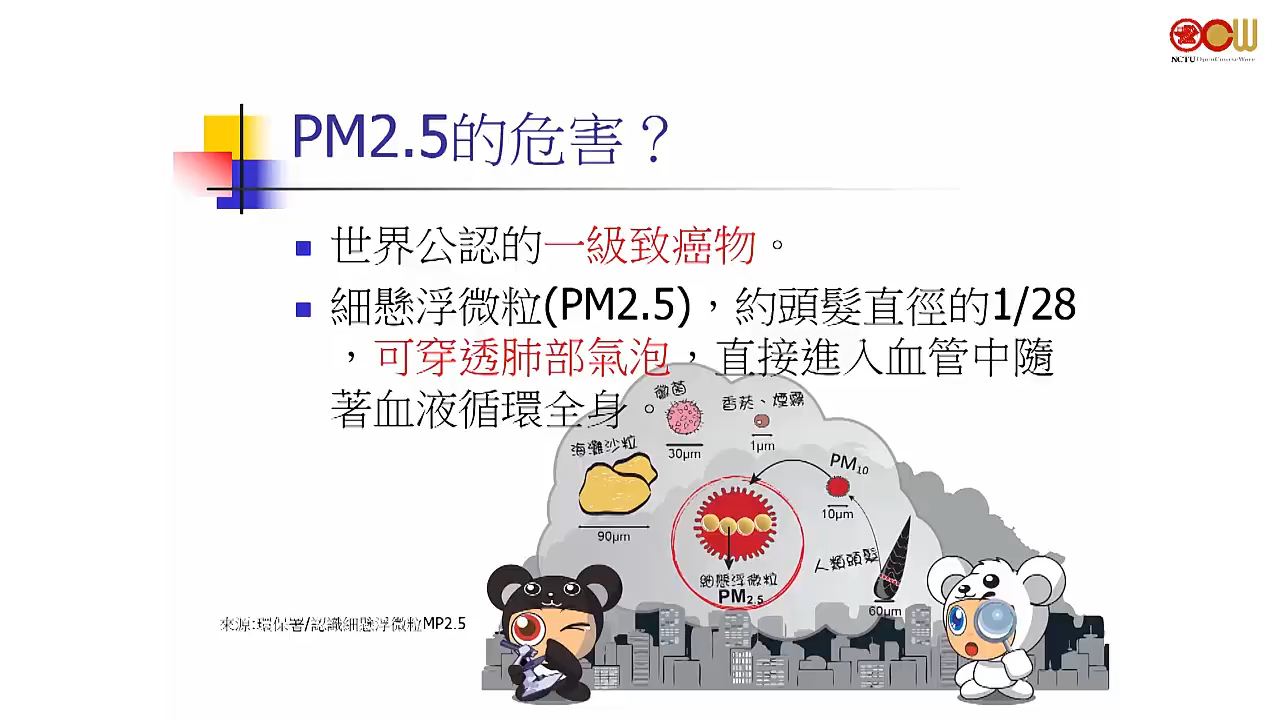 NCTU OpenCourseWare
PM2.5的危害？
世界公認的一級致癌物。
細懸浮微粒(PM2.5)，約頭髮直徑的1/28
，可穿透肺部氣泡，直接進入血管中隨
著血液循環全身。
黴菌
30μm
香菸、煙霧
1μm
海灘沙粒
90μm
PM10
10μm
細懸浮微粒
PM2.5
人類頭髮
60μm
來源:環保署/認識細懸浮微粒MP2.5